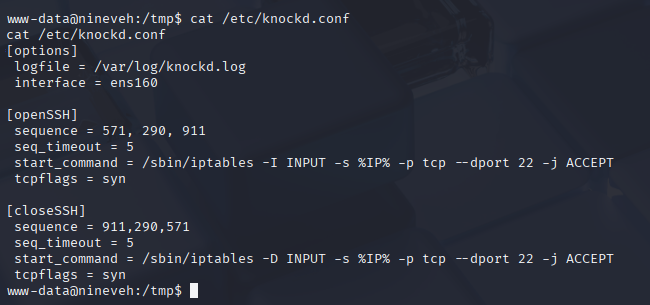 www-data@nineveh:/tmp$ cat /etc/knockd.conf
cat /etc/knockd.conf
[options]
 logfile = /var/log/knockd.log
 interface = ens160
[openSSH]
 sequence = 571, 290, 911
 seq_timeout = 5
 start_command = /sbin/iptables -I INPUT -s %IP% -p tcp --dport 22 -j ACCEPT
 tcpflags = syn
[closeSSH]
 sequence = 911,290,571
 seq_timeout = 5
 start_command = /sbin/iptables -D INPUT -s %IP% -p tcp --dport 22 -j ACCEPT
 tcpflags = syn
www-data@nineveh:/tmp$